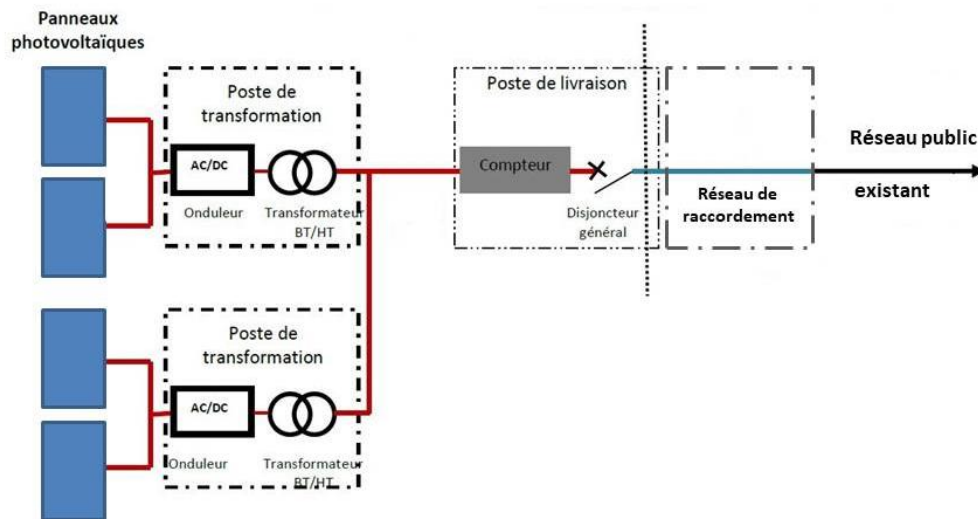 Panneaux
photovoltaïques
Poste de
transformation
AC/DC
Onduleur
Transformateur
BT/HT
Poste de livraison
Compteur
Disjoncteur
général
Réseau de
raccordement
Réseau public
existant
Poste de
transformation
AC/DC
Onduleur
Transformateur
BT/HT